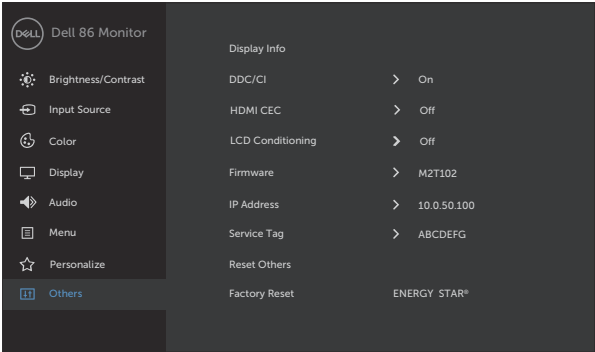 DELL Dell 86 Monitor
Display Info
Brightness/Contrast DDC/CI > On
Input Source HDMI CEC > Off
Color LCD Conditioning > Off
Display Firmware > M2T102
Audio IP Address > 10.0.50.100
Menu Service Tag > ABCDEFG
Personalize Reset Others
Others Factory Reset ENERGY STAR®